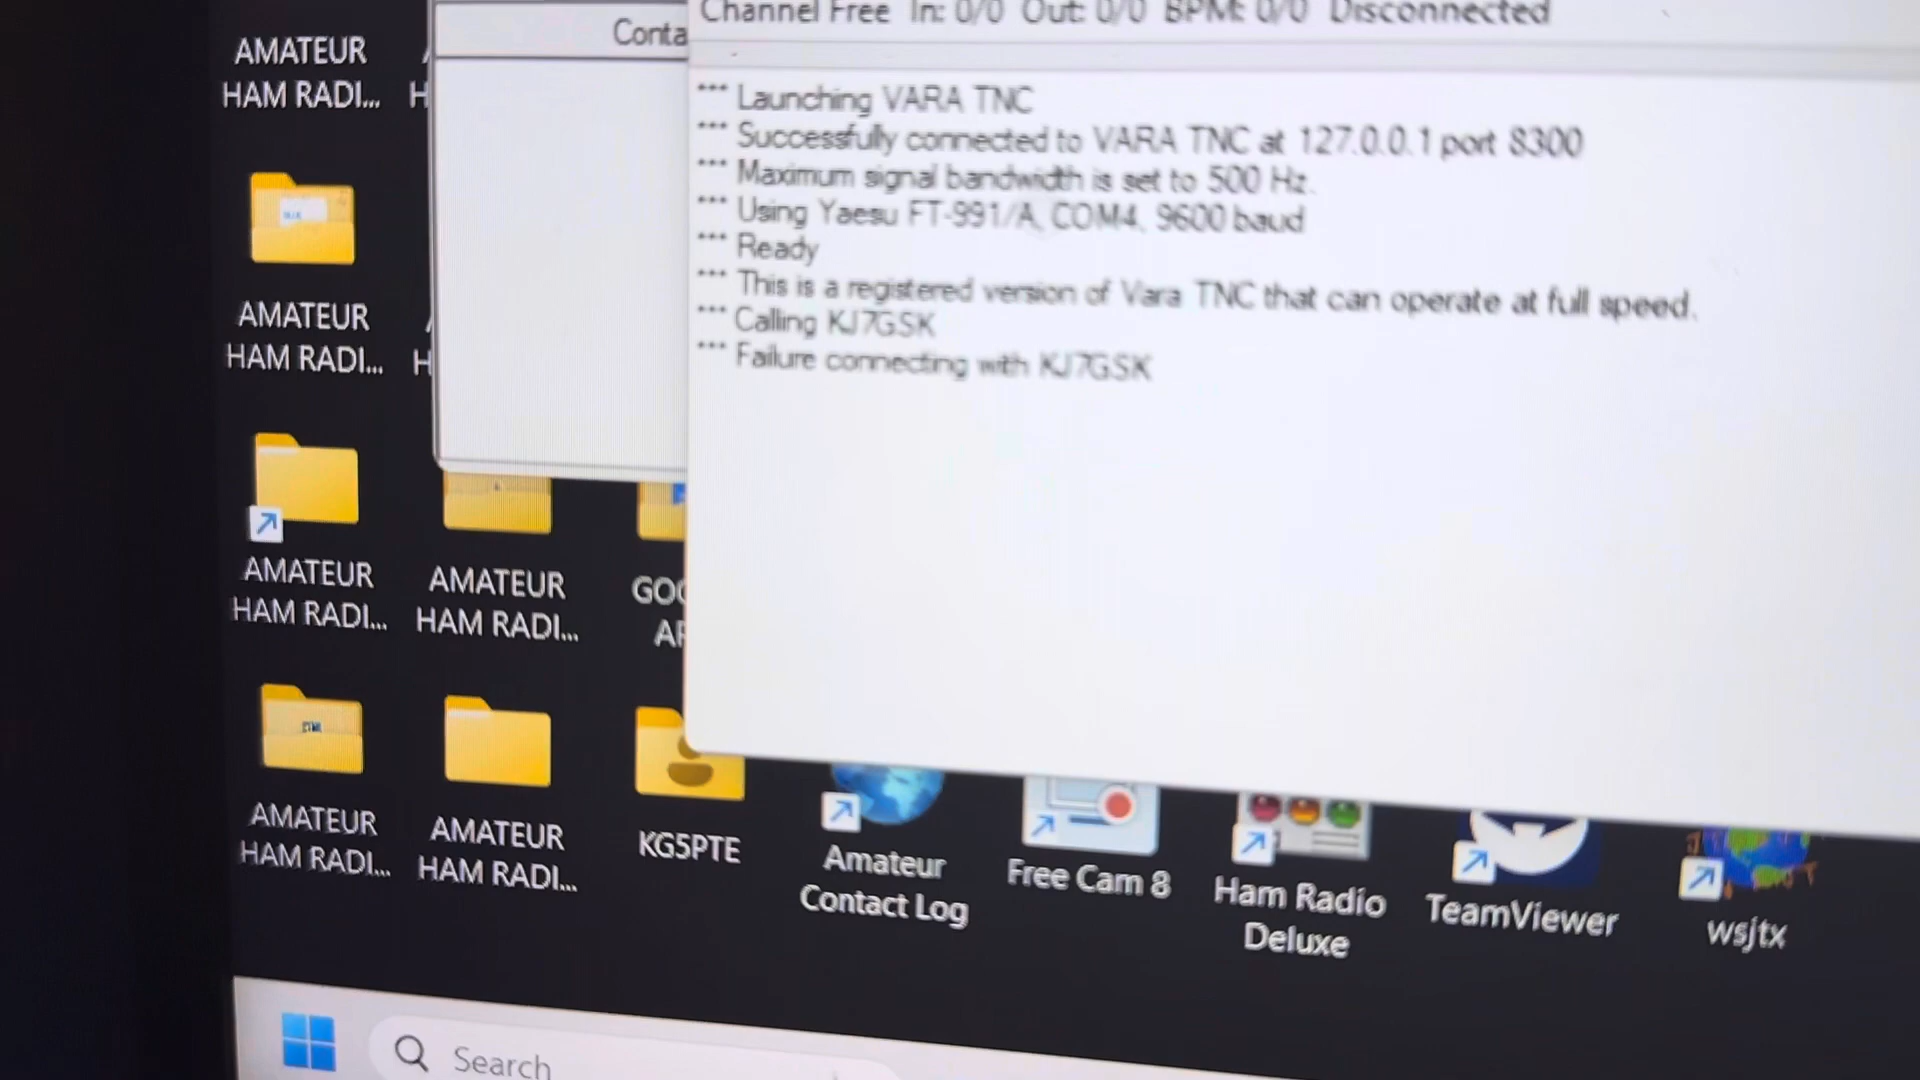 Channel Free In: 0/0 Out: 0/0 BPM: 0/0 Disconnected
Conta
*** Launching VARA TNC
*** Successfully connected to VARA TNC at 127.0.0.1 port 8300
*** Maximum signal bandwidth is set to 500 Hz.
*** Using Yaesu FT-991/A, COM4, 9600 baud
*** Ready
*** This is a registered version of Vara TNC that can operate at full speed.
*** Calling KJ7GSK
*** Failure connecting with KJ7GSK
AMATEUR
HAM RADI...
AMATEUR
HAM RADI...
AMATEUR
HAM RADI...
AMATEUR
HAM RADI...
AMATEUR
HAM RADI...
AMATEUR
HAM RADI...
KG5PTE
Amateur
Contact Log
Free Cam 8
Ham Radio
Deluxe
TeamViewer
wsjtx
Search